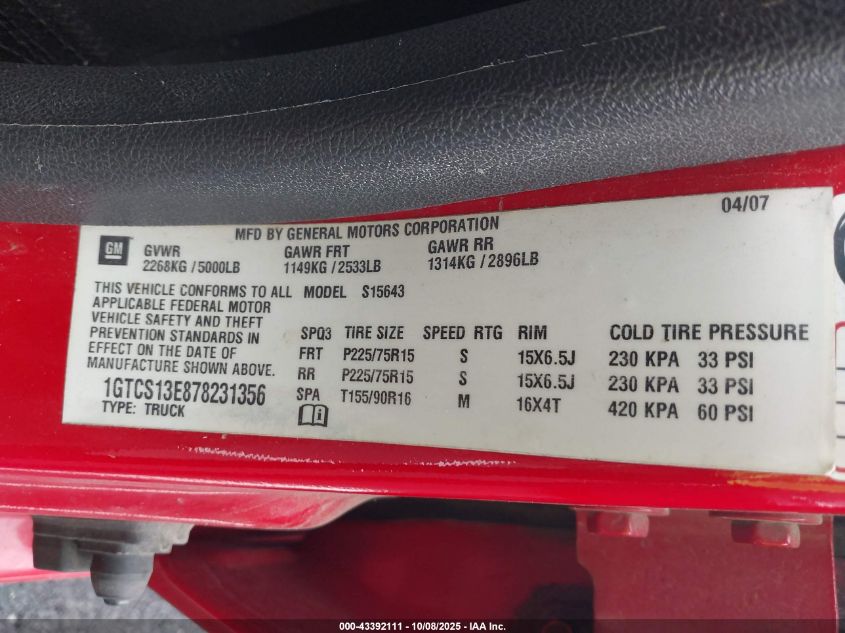 04/07
MFD BY GENERAL MOTORS CORPORATION
GM
GVWR GAWR FRT GAWR RR
2268KG / 5000LB 1149KG / 2533LB 1314KG / 2896LB
THIS VEHICLE CONFORMS TO ALL MODEL S15643
APPLICABLE FEDERAL MOTOR
VEHICLE SAFETY AND THEFT
PREVENTION STANDARDS IN
EFFECT ON THE DATE OF
MANUFACTURE SHOWN ABOVE.
1GTCS13E878231356
TYPE: TRUCK
SPQ3 TIRE SIZE SPEED RTG RIM COLD TIRE PRESSURE
FRT P225/75R15 S 15X6.5J 230 KPA 33 PSI
RR P225/75R15 S 15X6.5J 230 KPA 33 PSI
SPA T155/90R16 M 16X4T 420 KPA 60 PSI
000-43392111 - 10/08/2025 - IAA Inc.